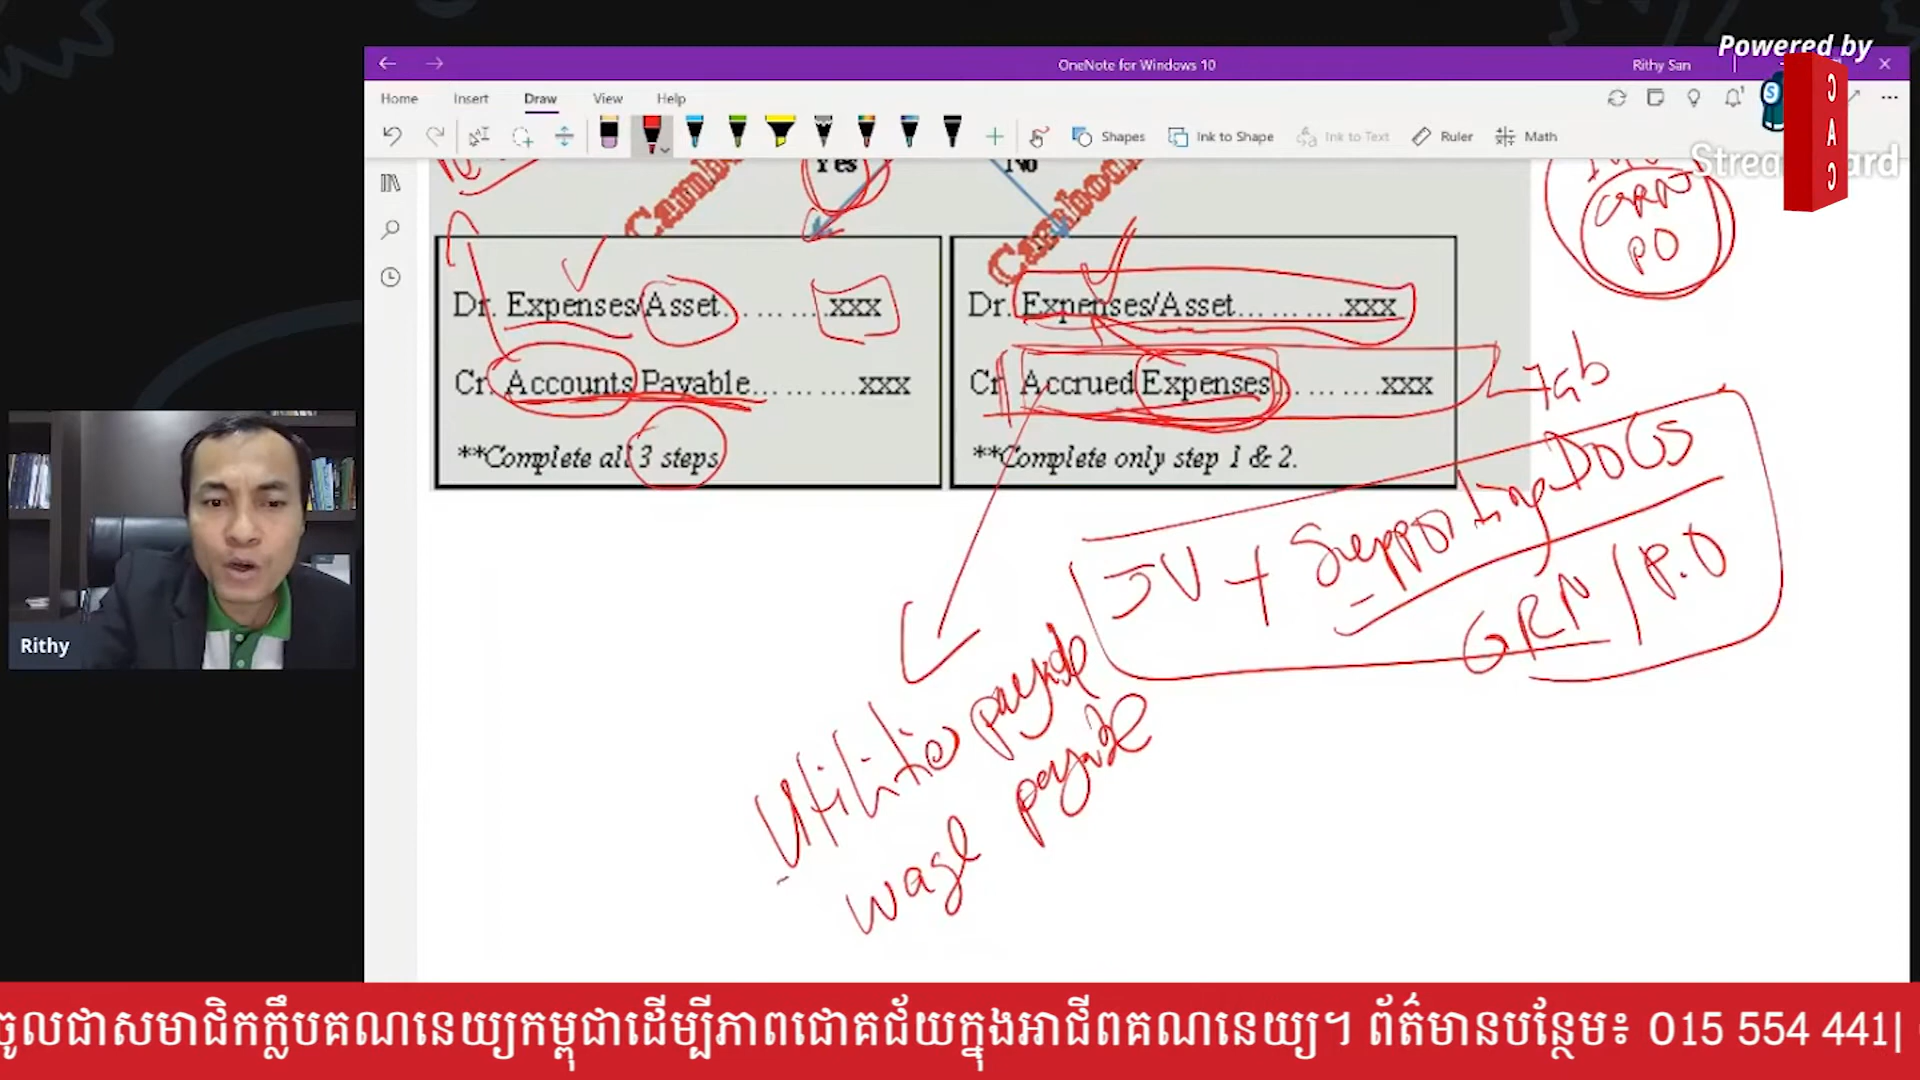 Powered by
OneNote for Windows 10
Rithy San
Home Insert Draw View Help
Shapes Ink to Shape Ink to Text Ruler Math
CAC
Yes
No
GRN
PO
Dr. Expenses/Asset..........xxx
Cr. Accounts Payable..........xxx
**Complete all 3 steps
Dr. Expenses/Asset..........xxx
Cr. Accrued Expenses..........xxx
**Complete only step 1 & 2.
JV + Supporting DOCS
GRN / P.O
Utilities payable
wage payable
Rithy
ចូលជាសមាជិកក្លឹបគណនេយ្យកម្ពុជាដើម្បីភាពជោគជ័យក្នុងអាជីពគណនេយ្យ។ ព័ត៌មានបន្ថែម៖ 015 554 441|